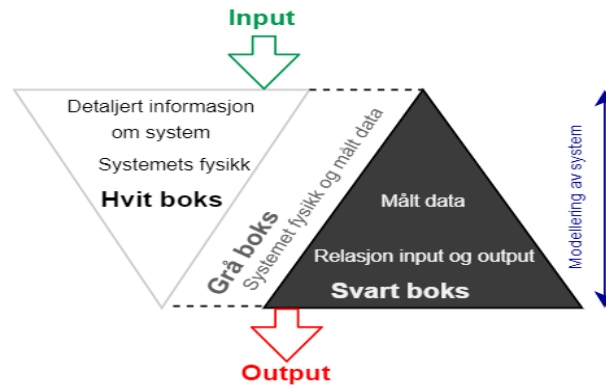 Input
Detaljert informasjon
om system
Systemets fysikk
Hvit boks
Grå boks
Systemet fysikk og målt data
Målt data
Relasjon input og output
Svart boks
Modellering av system
Output